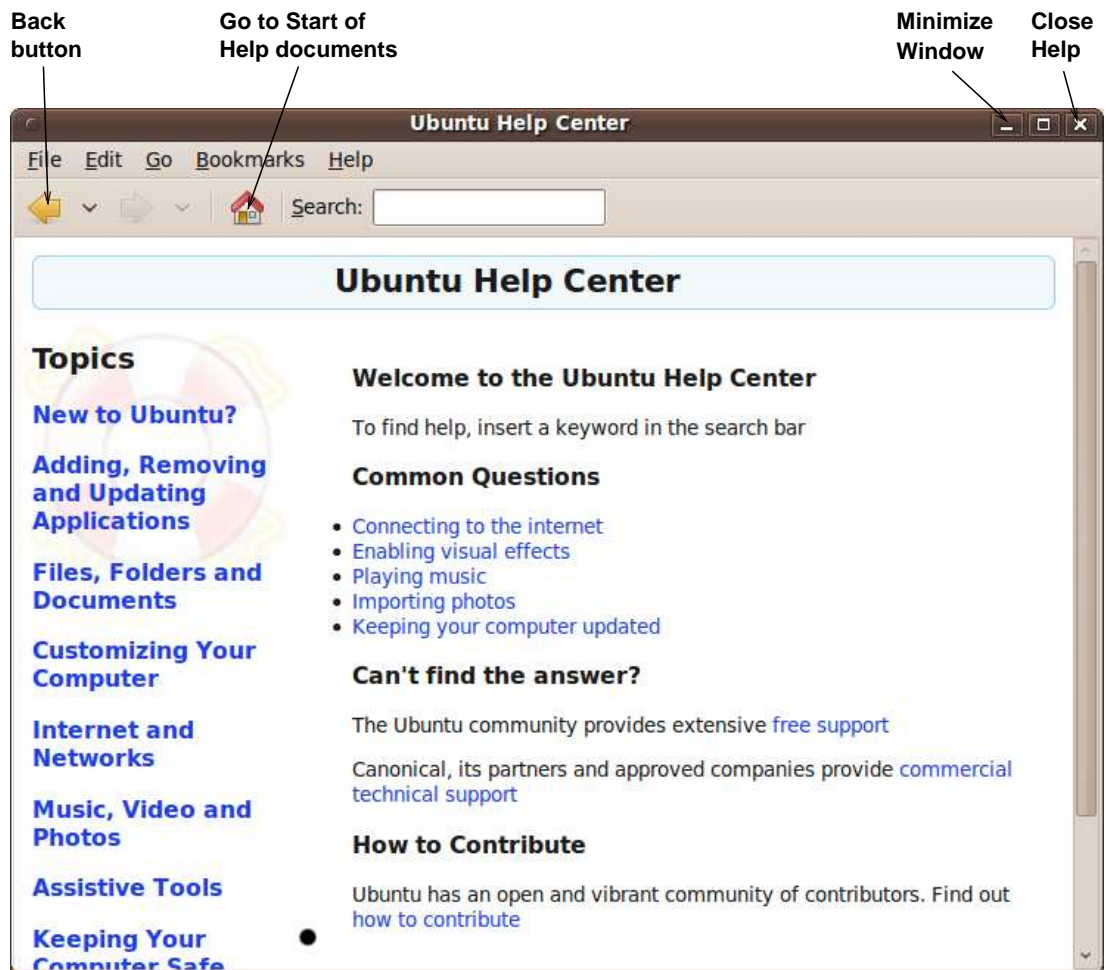 Back
button
Go to Start of
Help documents
Minimize
Window
Close
Help
Ubuntu Help Center
File Edit Go Bookmarks Help
Search:
Ubuntu Help Center
Topics
New to Ubuntu?
Adding, Removing
and Updating
Applications
Files, Folders and
Documents
Customizing Your
Computer
Internet and
Networks
Music, Video and
Photos
Assistive Tools
Keeping Your
Computer Safe
Welcome to the Ubuntu Help Center
To find help, insert a keyword in the search bar
Common Questions
• Connecting to the internet
• Enabling visual effects
• Playing music
• Importing photos
• Keeping your computer updated
Can't find the answer?
The Ubuntu community provides extensive free support
Canonical, its partners and approved companies provide commercial
technical support
How to Contribute
Ubuntu has an open and vibrant community of contributors. Find out
how to contribute